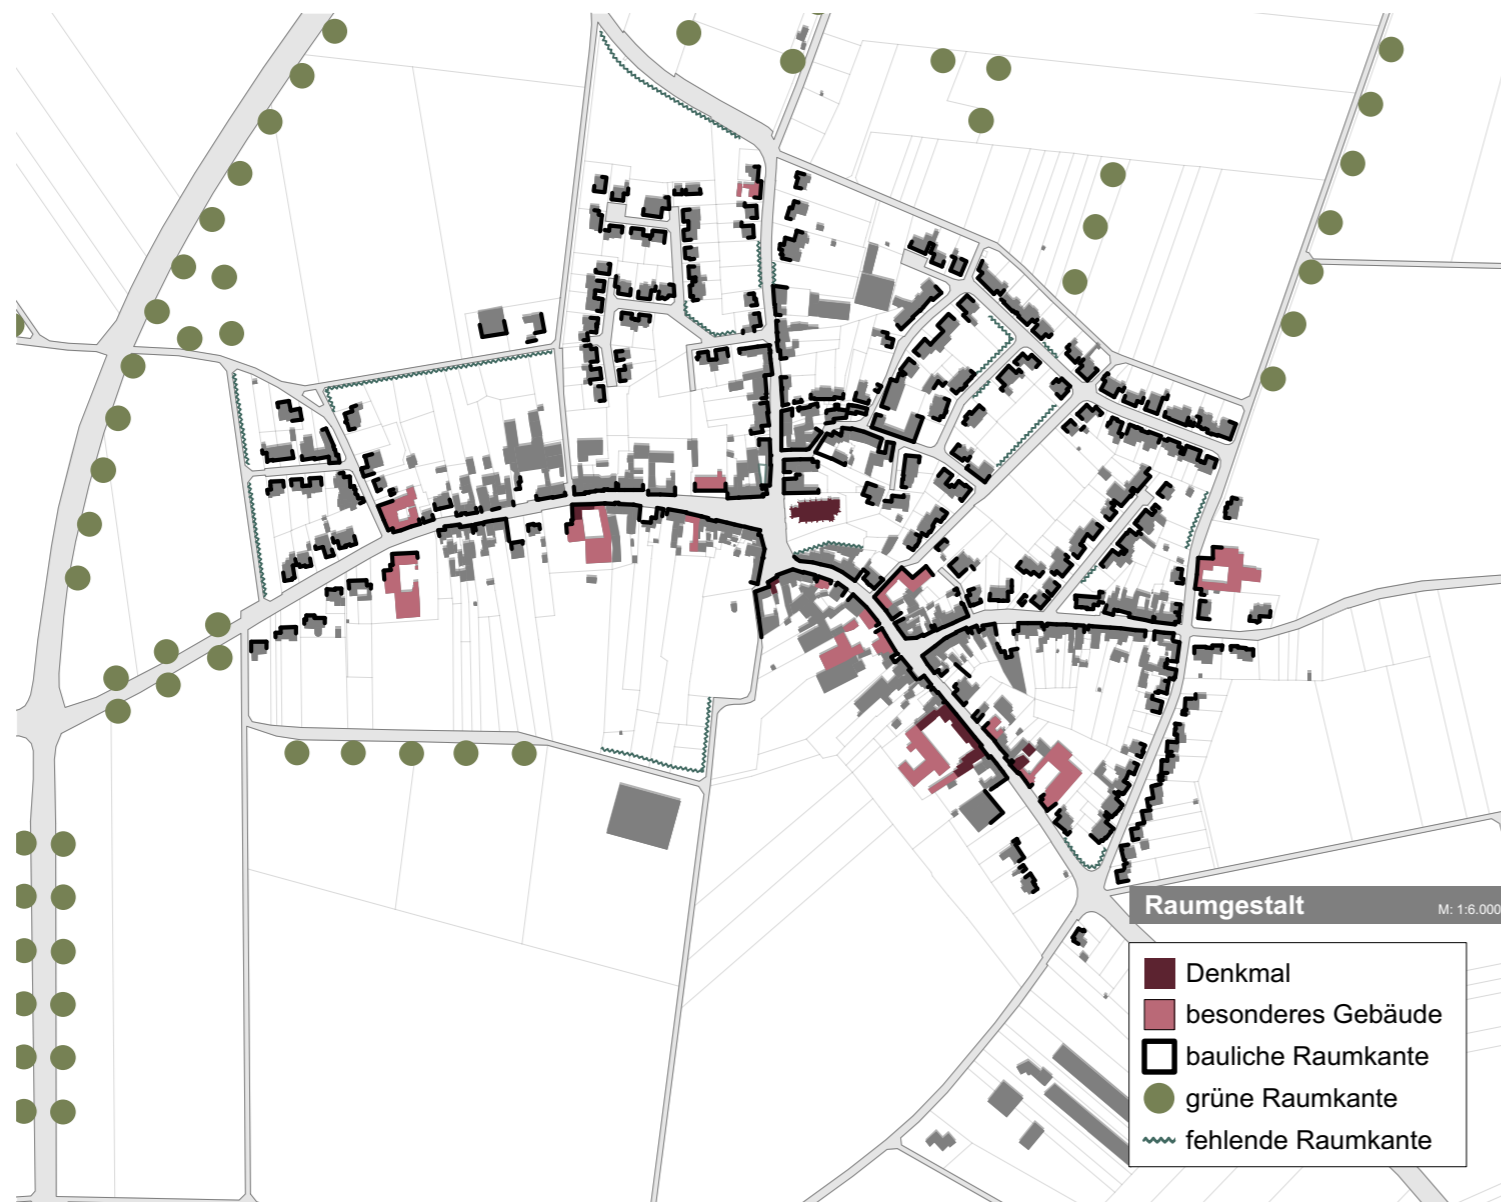 Raumgestalt
M: 1:6.000
Denkmal
besonderes Gebäude
bauliche Raumkante
grüne Raumkante
fehlende Raumkante